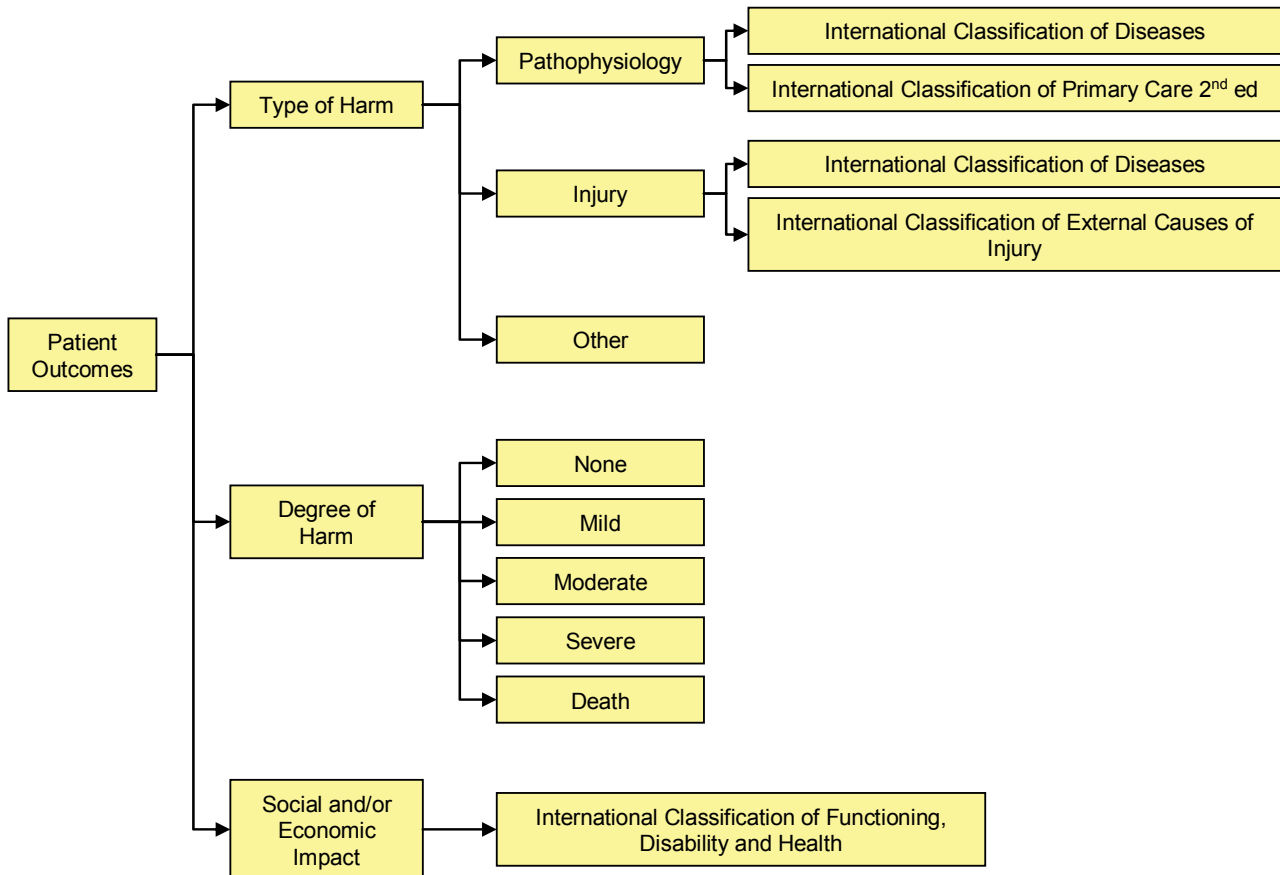 International Classification of Diseases
Pathophysiology
International Classification of Primary Care 2nd ed
Type of Harm
International Classification of Diseases
Injury
International Classification of External Causes of
Injury
Patient
Outcomes
Other
None
Degree of
Harm
Mild
Moderate
Severe
Death
Social and/or
Economic
Impact
International Classification of Functioning,
Disability and Health